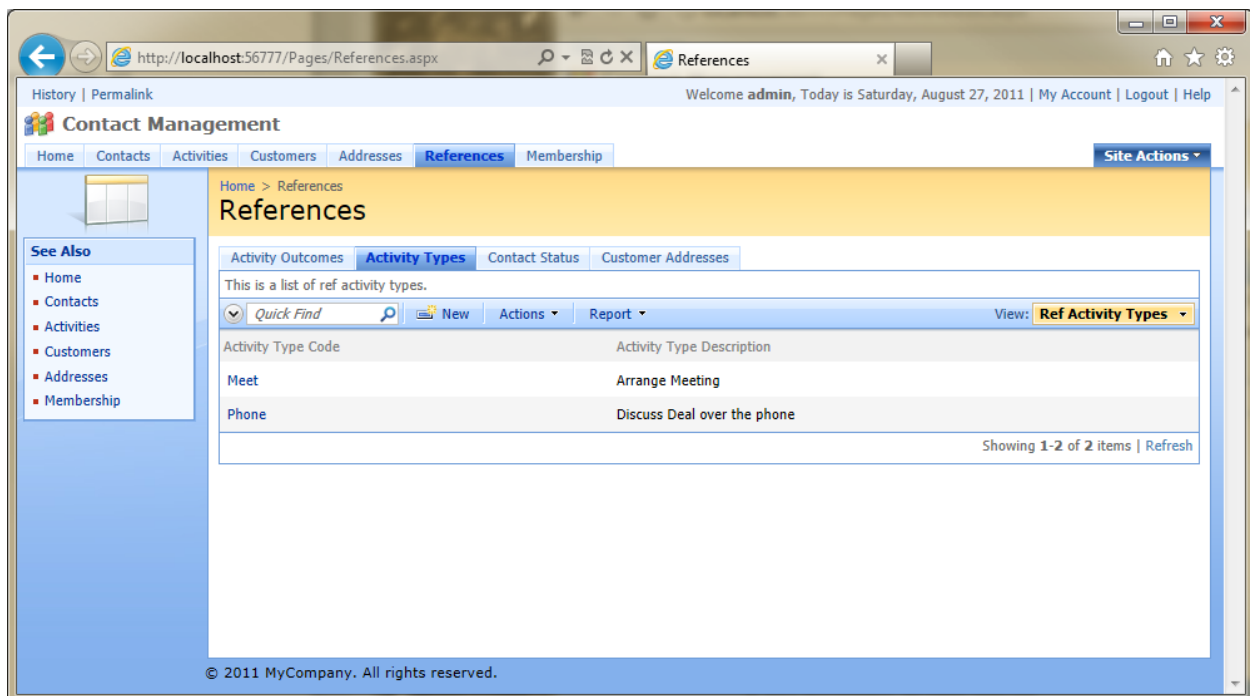 http://localhost:56777/Pages/References.aspx References
History | Permalink Welcome admin, Today is Saturday, August 27, 2011 | My Account | Logout | Help
Contact Management
Home Contacts Activities Customers Addresses References Membership Site Actions
Home > References
References
See Also
Home
Contacts
Activities
Customers
Addresses
Membership
Activity Outcomes Activity Types Contact Status Customer Addresses
This is a list of ref activity types.
Quick Find New Actions Report View: Ref Activity Types
Activity Type Code Activity Type Description
Meet Arrange Meeting
Phone Discuss Deal over the phone
Showing 1-2 of 2 items | Refresh
© 2011 MyCompany. All rights reserved.